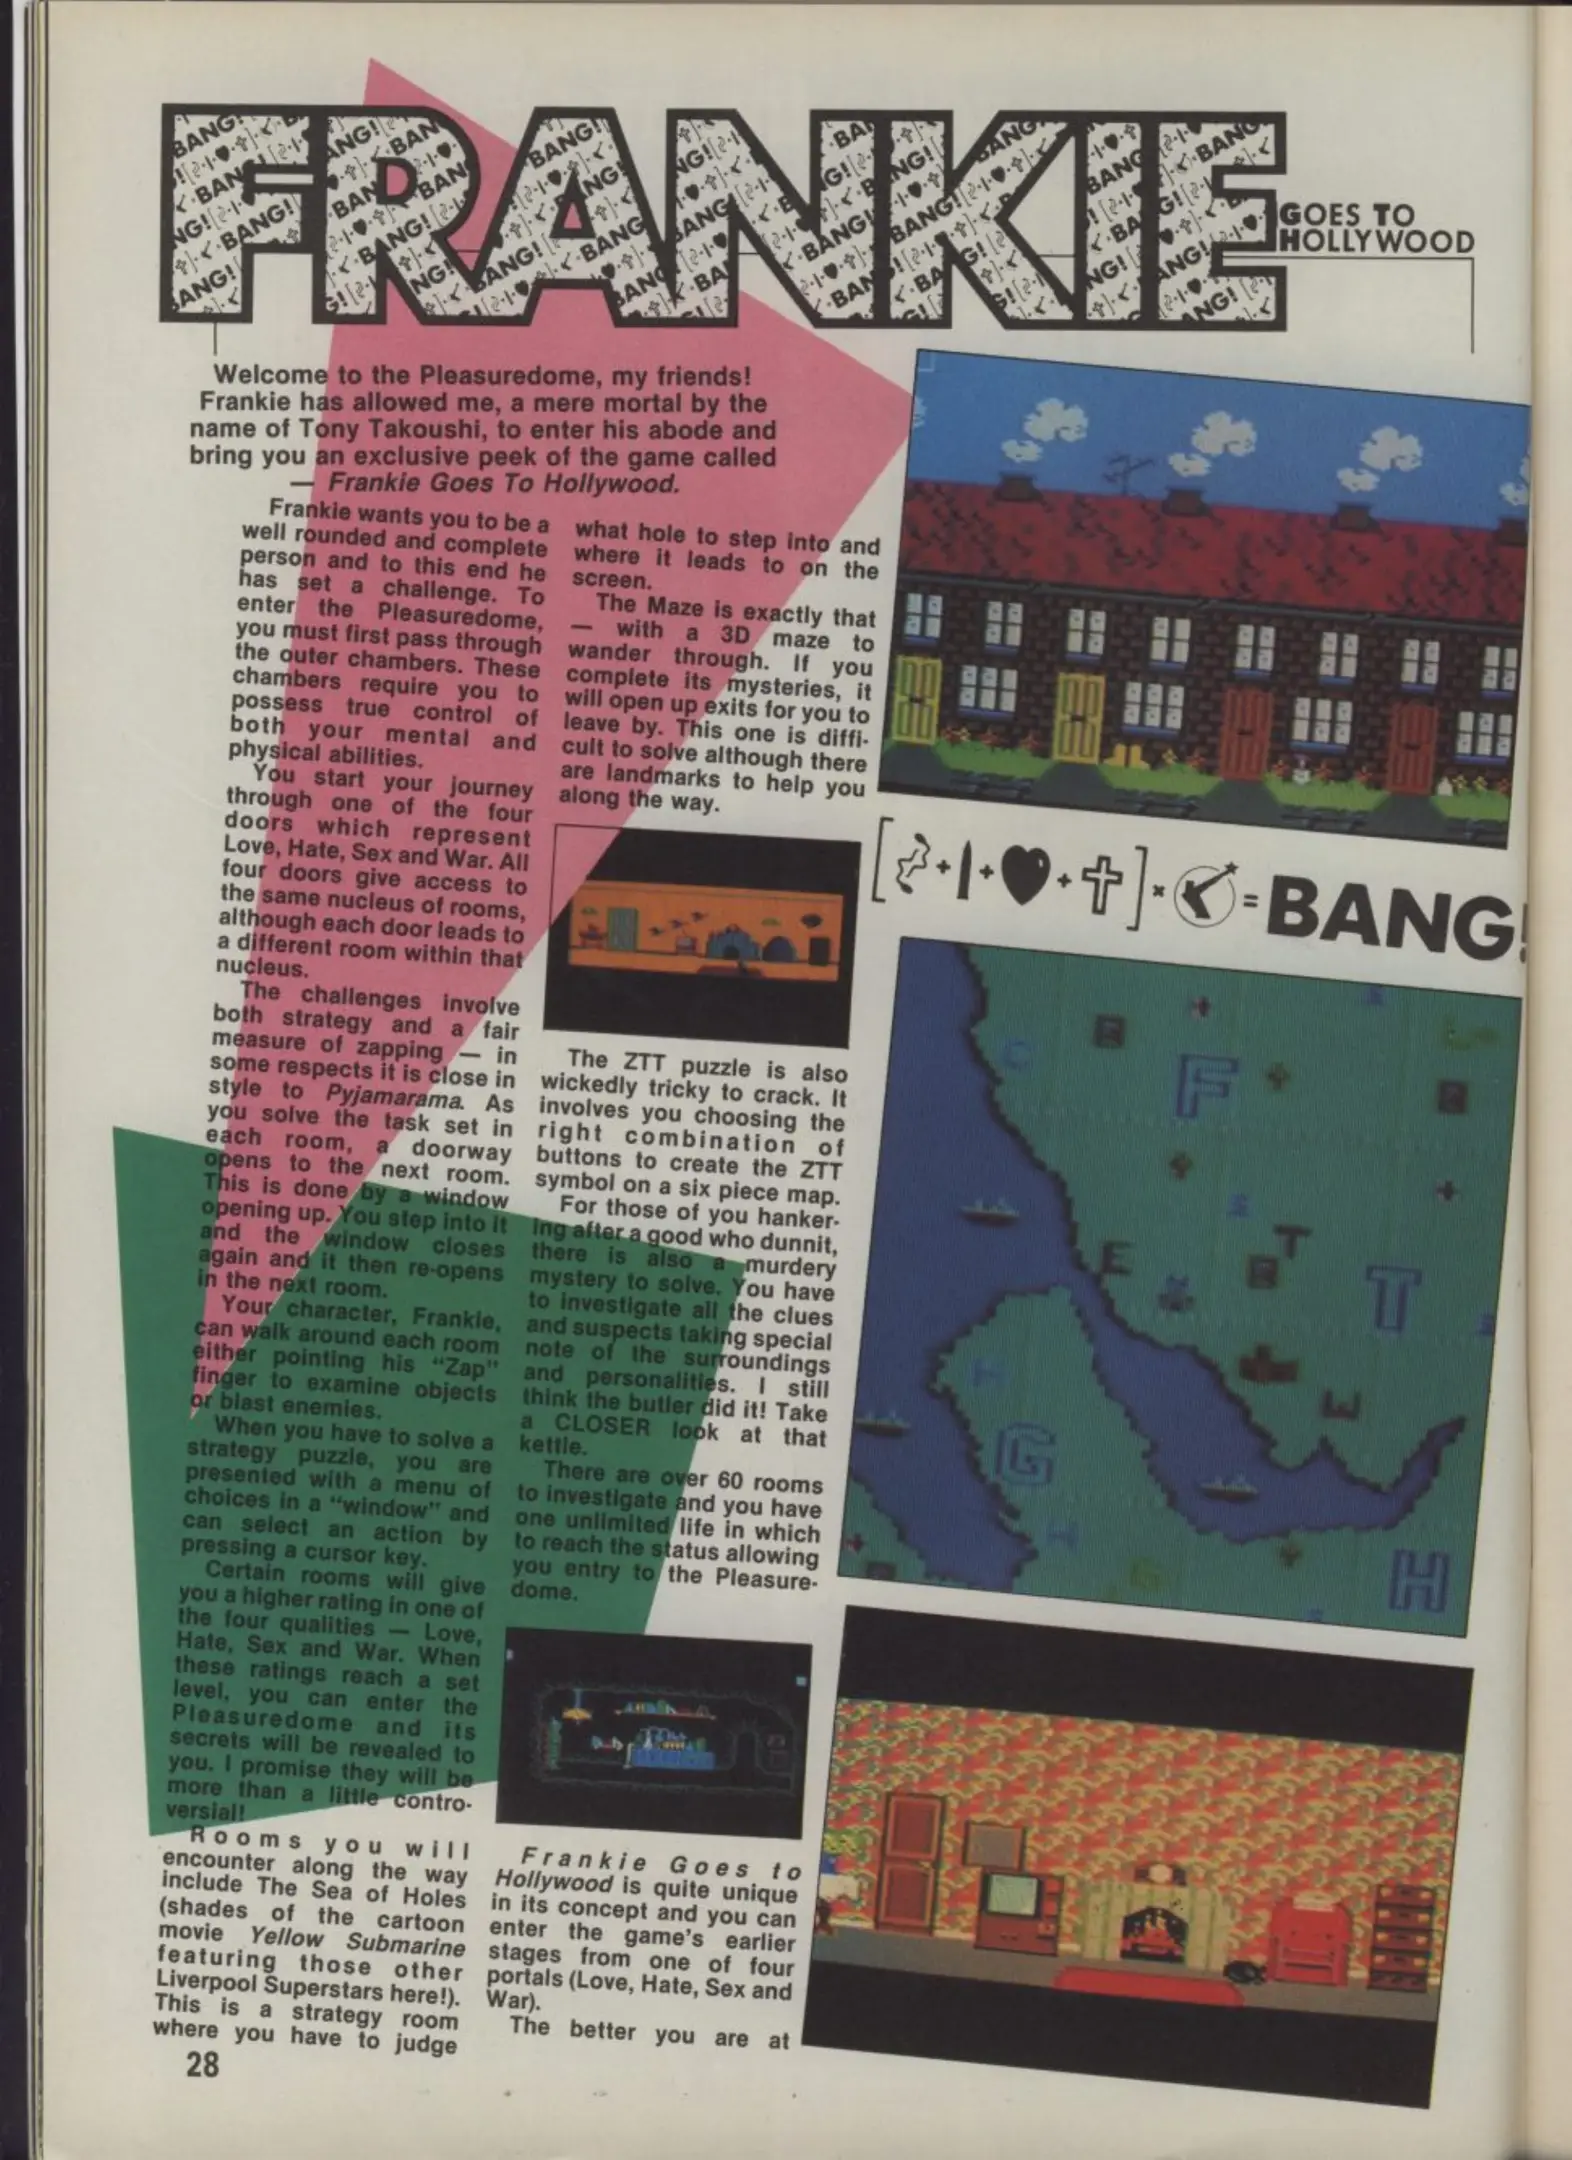 FRANKIE
GOES TO
HOLLYWOOD
Welcome to the Pleasuredome, my friends!
Frankie has allowed me, a mere mortal by the
name of Tony Takoushi, to enter his abode and
bring you an exclusive peek of the game called
— Frankie Goes To Hollywood.
Frankie wants you to be a
well rounded and complete
person and to this end he
has set a challenge. To
enter the Pleasuredome,
you must first pass through
the outer chambers. These
chambers require you to
possess true control of
both your mental and
physical abilities.
You start your journey
through one of the four
doors which represent
Love, Hate, Sex and War. All
four doors give access to
the same nucleus of rooms,
although each door leads to
a different room within that
nucleus.
The challenges involve
both strategy and a fair
measure of zapping — in
some respects it is close in
style to Pyjamarama. As
you solve the task set in
each room, a doorway
opens to the next room.
This is done by a window
opening up. You step into it
and the window closes
again and it then re-opens
in the next room.
Your character, Frankie,
can walk around each room
either pointing his "Zap"
finger to examine objects
or blast enemies.
When you have to solve a
strategy puzzle, you are
presented with a menu of
choices in a "window" and
can select an action by
pressing a cursor key.
Certain rooms will give
you a higher rating in one of
the four qualities — Love,
Hate, Sex and War. When
these ratings reach a set
level, you can enter the
Pleasuredome and its
secrets will be revealed to
you. I promise they will be
more than a little contro-
versial!
Rooms you will
encounter along the way
include The Sea of Holes
(shades of the cartoon
movie Yellow Submarine
featuring those other
Liverpool Superstars here!).
This is a strategy room
where you have to judge
what hole to step into and
where it leads to on the
screen.
The Maze is exactly that
— with a 3D maze to
wander through. If you
complete its mysteries, it
will open up exits for you to
leave by. This one is diffi-
cult to solve although there
are landmarks to help you
along the way.
The ZTT puzzle is also
wickedly tricky to crack. It
involves you choosing the
right combination of
buttons to create the ZTT
symbol on a six piece map.
For those of you hanker-
ing after a good who dunnit,
there is also a murdery
mystery to solve. You have
to investigate all the clues
and suspects taking special
note of the surroundings
and personalities. I still
think the butler did it! Take
a CLOSER look at that
kettle.
There are over 60 rooms
to investigate and you have
one unlimited life in which
to reach the status allowing
you entry to the Pleasure-
dome.
Frankie Goes to
Hollywood is quite unique
in its concept and you can
enter the game's earlier
stages from one of four
portals (Love, Hate, Sex and
War).
The better you are at
= BANG!
F
T
E
T
W
G
H
28